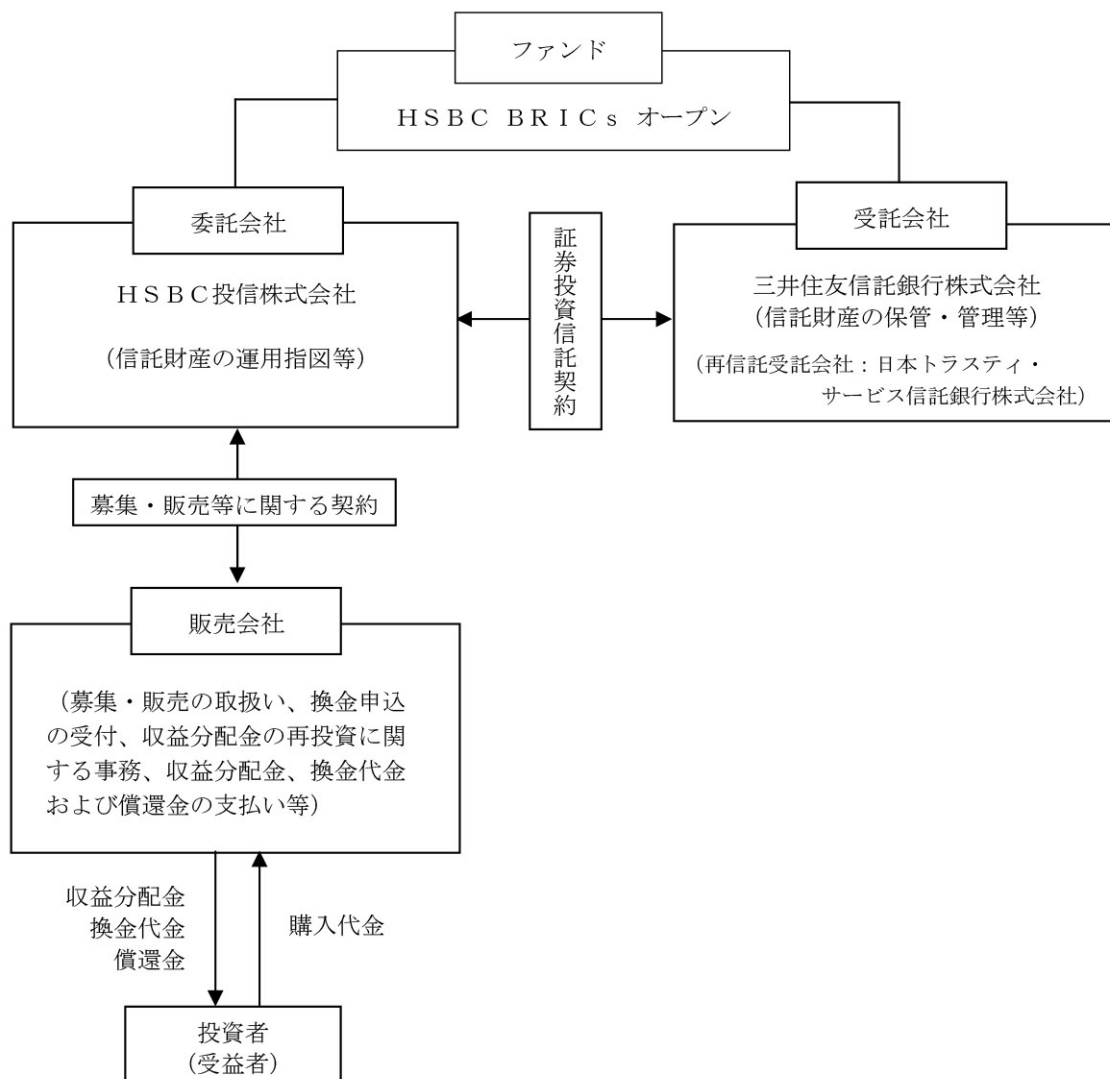 ファンド
HSBC BRICs オープン
委託会社
HSBC投信株式会社
（信託財産の運用指図等）
証券投資信託契約
受託会社
三井住友信託銀行株式会社
（信託財産の保管・管理等）
（再信託受託会社：日本トラスティ・
サービス信託銀行株式会社）
募集・販売等に関する契約
販売会社
（募集・販売の取扱い、換金申込
の受付、収益分配金の再投資に関
する事務、収益分配金、換金代金
および償還金の支払い等）
収益分配金
換金代金
償還金
購入代金
投資者
（受益者）